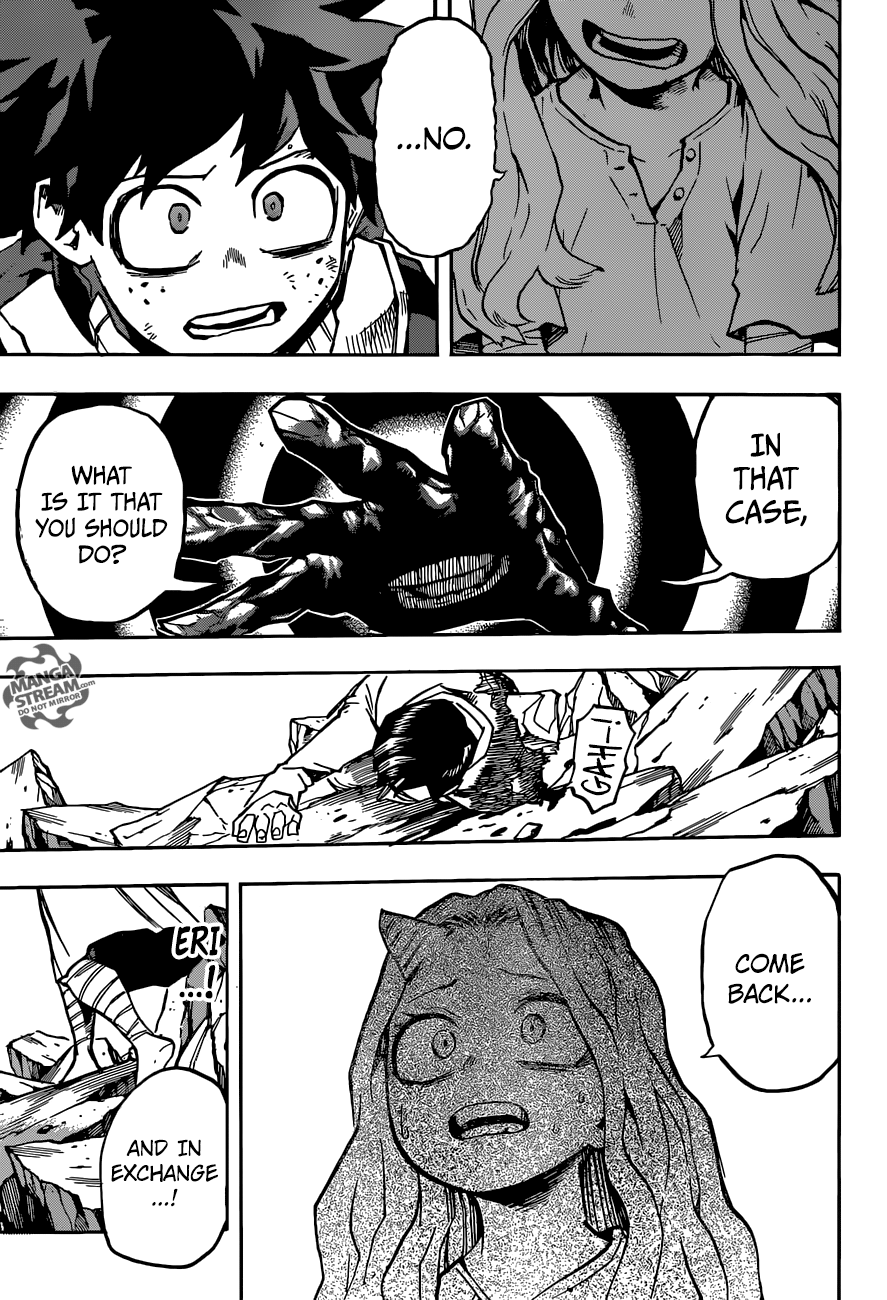 ...NO.
IN
THAT
CASE,
WHAT
IS IT THAT
YOU SHOULD
DO?
MANGA
STREAM.com
DO NOT MIRROR
GAH—!
COME
BACK...
ERI
...!
AND IN
EXCHANGE
...!